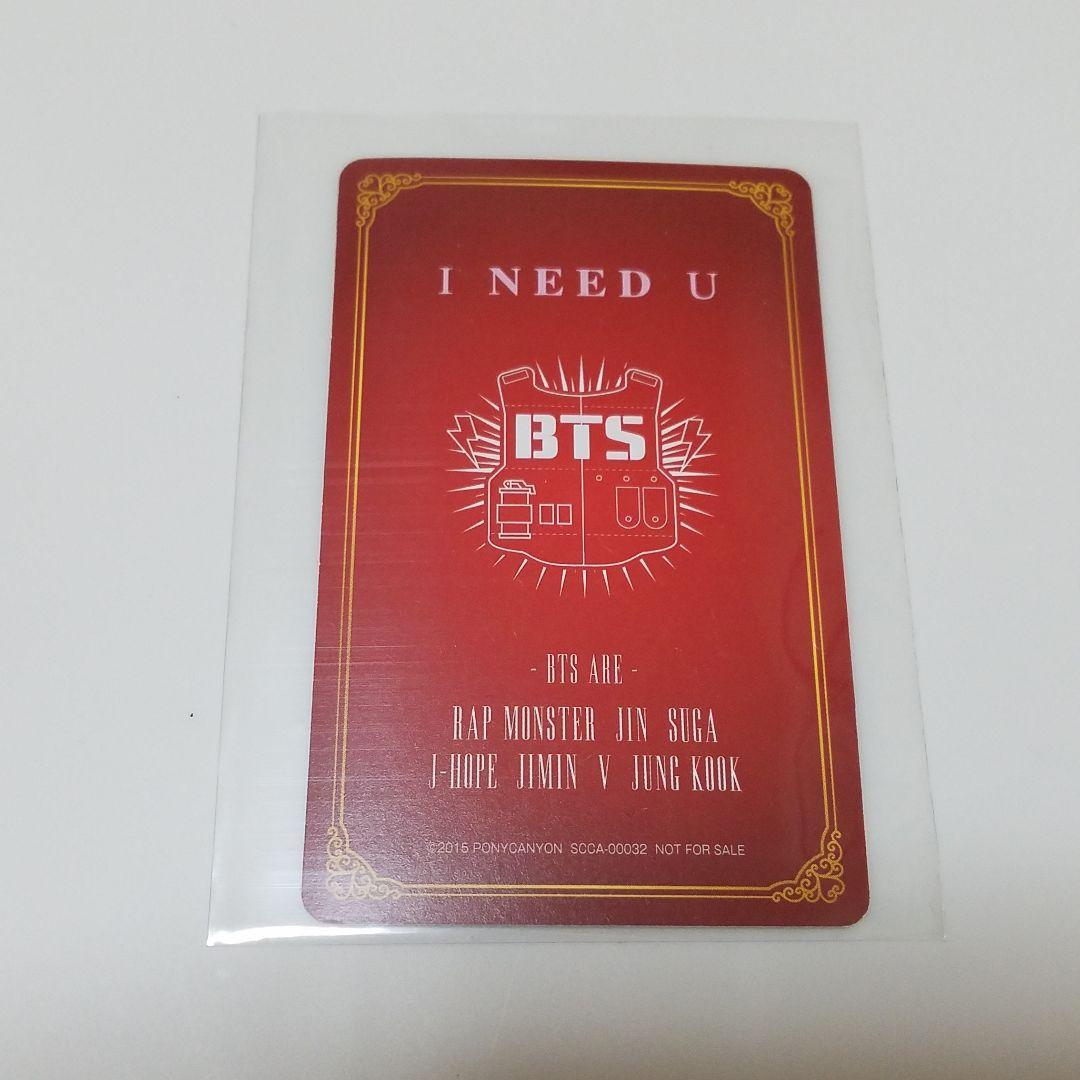 I NEED U
BTS
- BTS ARE -
RAP MONSTER JIN SUGA
J-HOPE JIMIN V JUNG KOOK
©2015 PONYCANYON SCCA-00032 NOT FOR SALE